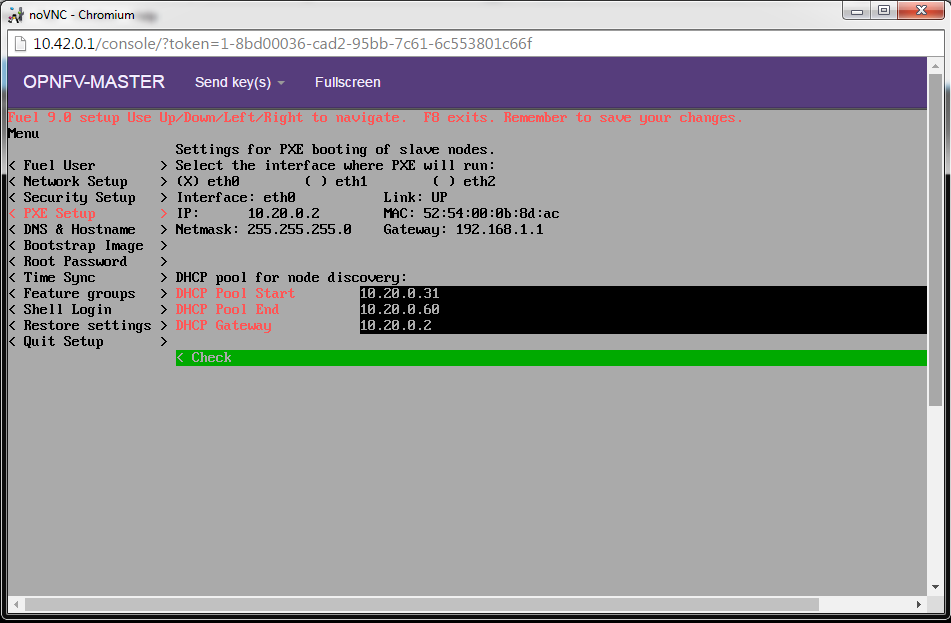 noVNC - Chromium
10.42.0.1/console/?token=1-8bd00036-cad2-95bb-7c61-6c553801c66f
OPNFV-MASTER Send key(s) Fullscreen
Fuel 9.0 setup Use Up/Down/Left/Right to navigate. F8 exits. Remember to save your changes.
Menu
Settings for PXE booting of slave nodes.
< Fuel User > Select the interface where PXE will run:
< Network Setup > (X) eth0 ( ) eth1 ( ) eth2
< Security Setup > Interface: eth0 Link: UP
< PXE Setup > IP: 10.20.0.2 MAC: 52:54:00:0b:8d:ac
< DNS & Hostname > Netmask: 255.255.255.0 Gateway: 192.168.1.1
< Bootstrap Image >
< Root Password >
< Time Sync > DHCP pool for node discovery:
< Feature groups > DHCP Pool Start 10.20.0.31
< Shell Login > DHCP Pool End 10.20.0.60
< Restore settings > DHCP Gateway 10.20.0.2
< Quit Setup >
< Check